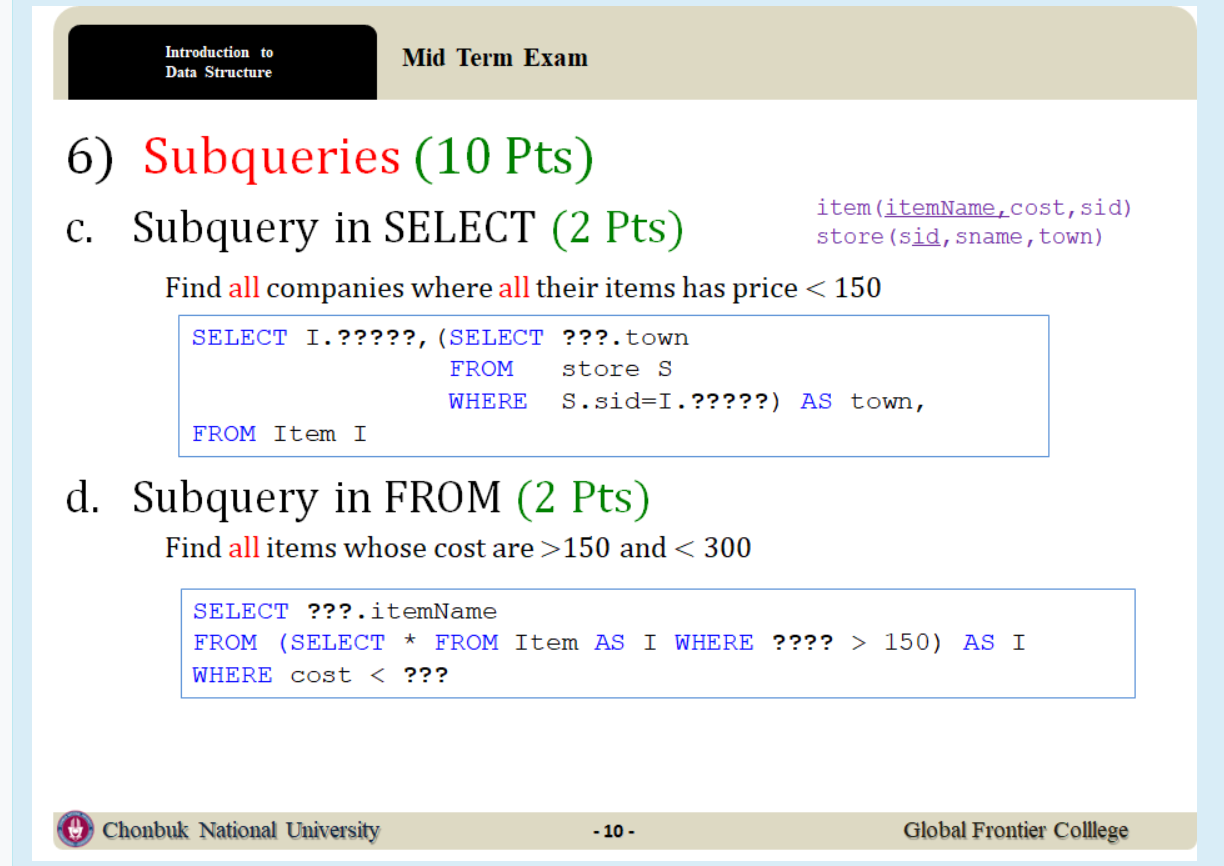 Introduction to
Data Structure
Mid Term Exam
6) Subqueries (10 Pts)
c. Subquery in SELECT (2 Pts)
item(itemName,cost,sid)
store(sid,sname,town)
Find all companies where all their items has price < 150
SELECT I.?????,(SELECT ???.town
FROM store S
WHERE S.sid=I.?????) AS town,
FROM Item I
d. Subquery in FROM (2 Pts)
Find all items whose cost are >150 and < 300
SELECT ???.itemName
FROM (SELECT * FROM Item AS I WHERE ???? > 150) AS I
WHERE cost < ???
Chonbuk National University
- 10 -
Global Frontier Colllege